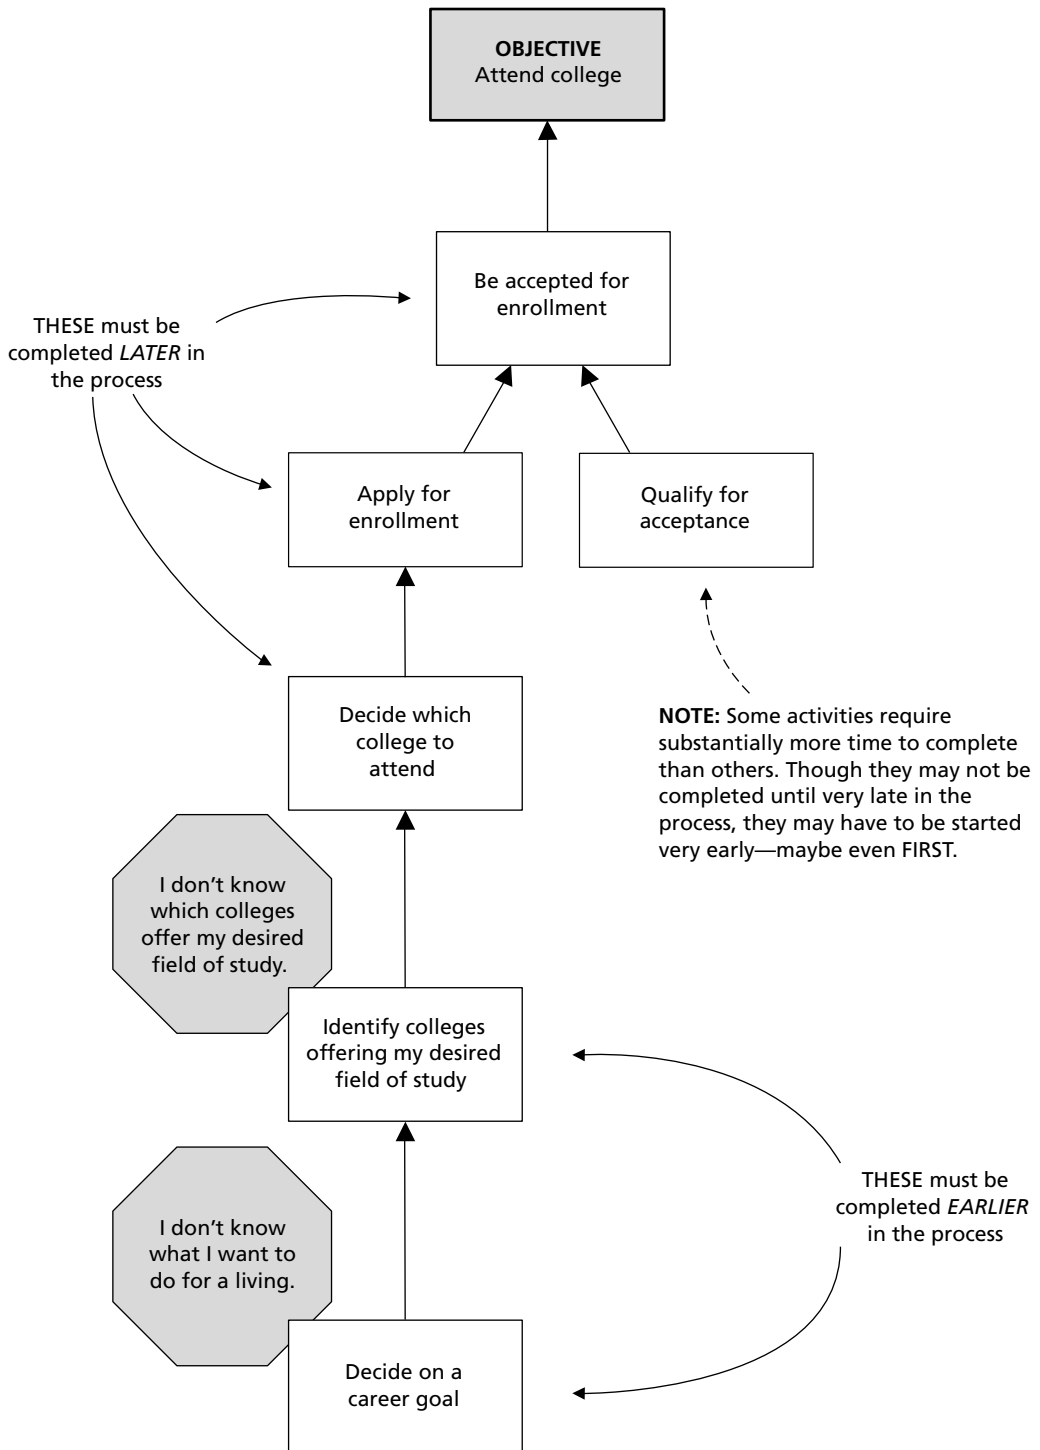 OBJECTIVE
Attend college
Be accepted for
enrollment
THESE must be
completed LATER in
the process
Apply for
enrollment
Qualify for
acceptance
Decide which
college to
attend
NOTE: Some activities require
substantially more time to complete
than others. Though they may not be
completed until very late in the
process, they may have to be started
very early—maybe even FIRST.
I don’t know
which colleges
offer my desired
field of study.
Identify colleges
offering my desired
field of study
THESE must be
completed EARLIER
in the process
I don’t know
what I want to
do for a living.
Decide on a
career goal